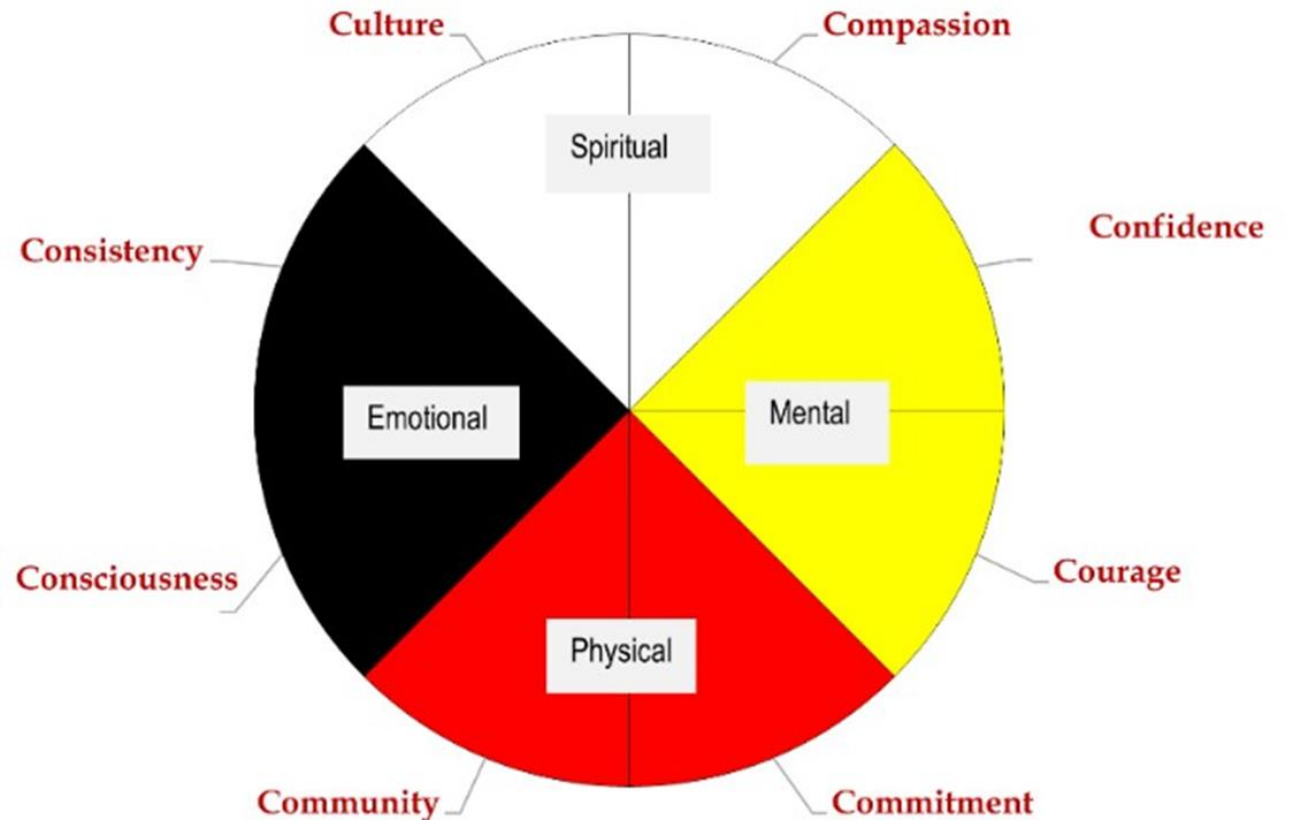 Culture
Compassion
Spiritual
Confidence
Consistency
Mental
Emotional
Courage
Consciousness
Physical
Community
Commitment